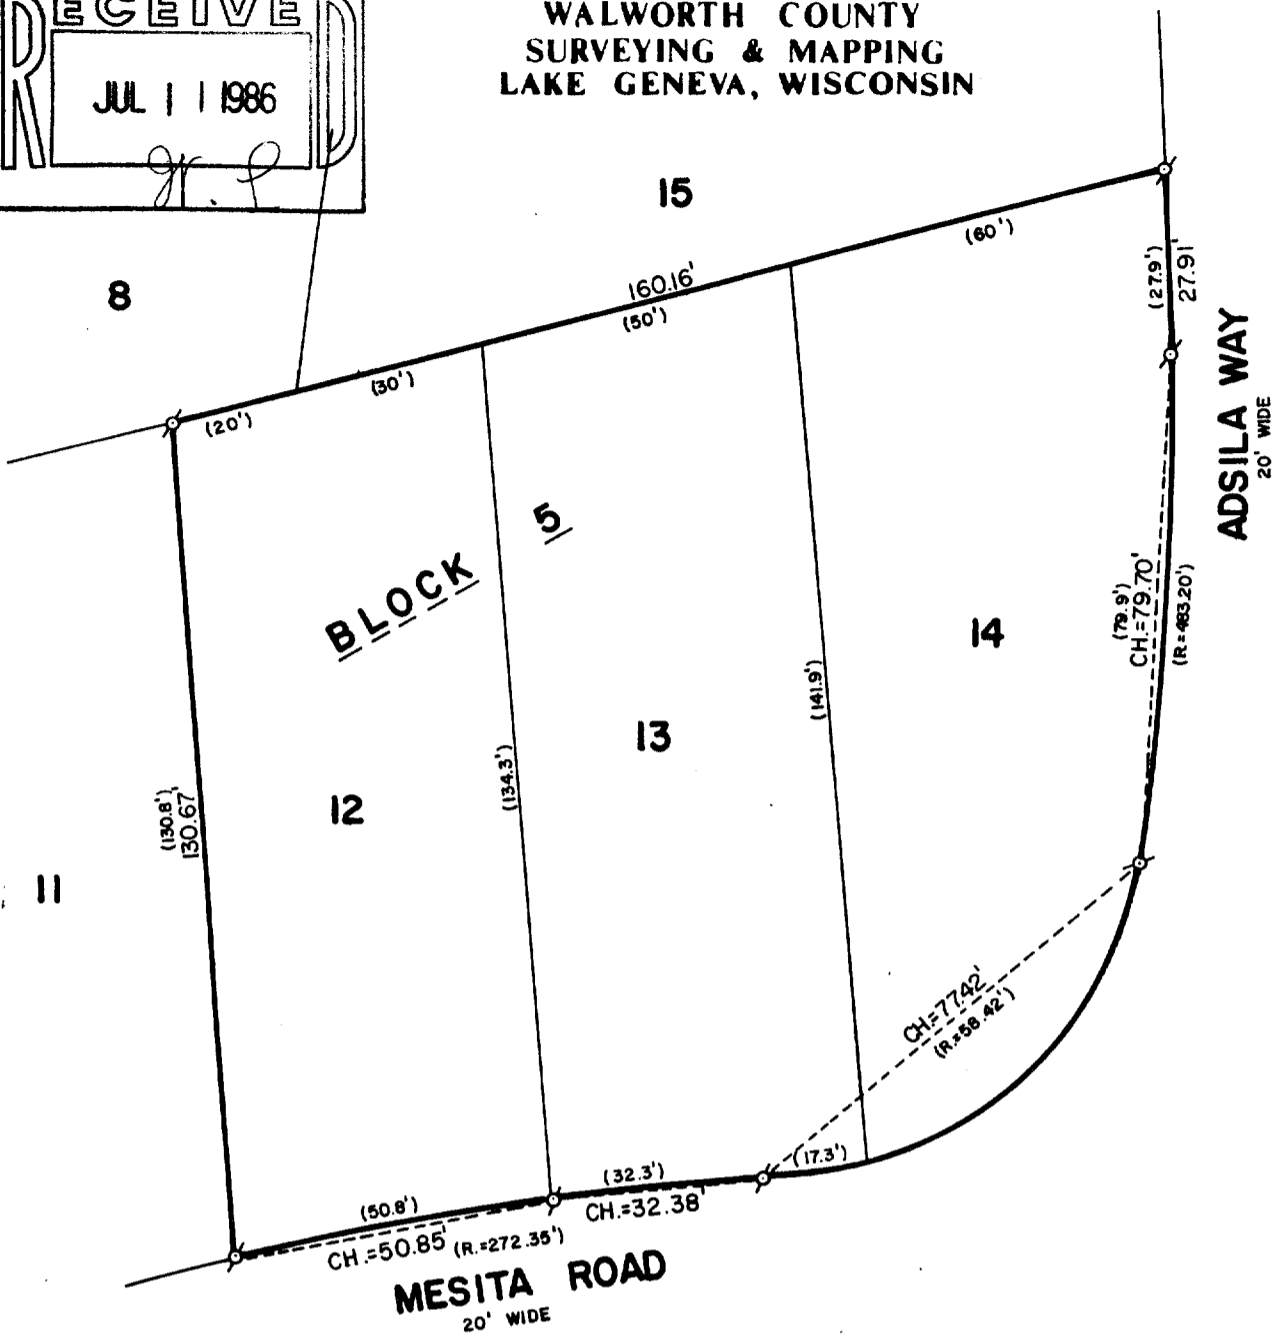 RECEIVED
JUL 11 1986
WALWORTH COUNTY
SURVEYING & MAPPING
LAKE GENEVA, WISCONSIN
15
8
160.16'
(60')
(50')
(30')
(20')
(27.9')
27.91'
ADSILA WAY
20' WIDE
BLOCK 5
(79.9')
CH.=79.70'
(R.=483.20')
14
13
12
11
(141.9')
(134.3')
(130.8')
130.67'
CH.=77.42'
(R.=58.42')
(17.3')
(32.3')
CH.=32.38'
(50.8')
CH.=50.85'
(R.=272.35')
MESITA ROAD
20' WIDE